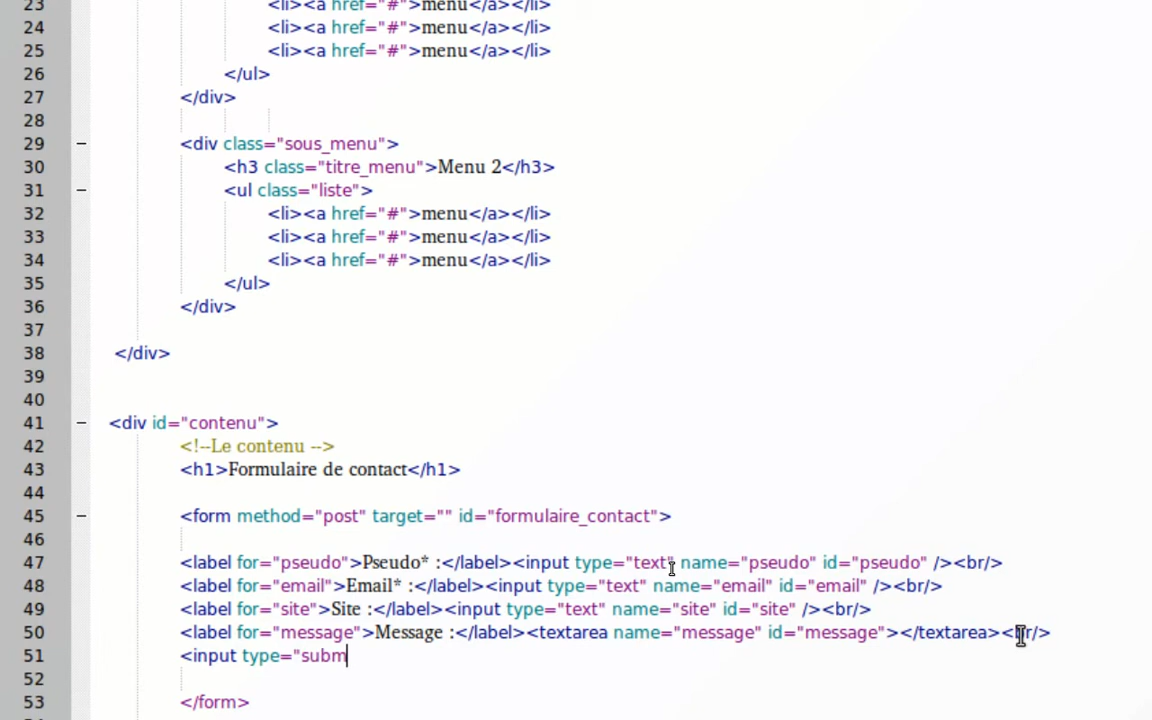 23 <li><a href="#">menu</a></li>
24 <li><a href="#">menu</a></li>
25 <li><a href="#">menu</a></li>
26 </ul>
27 </div>
28
29 <div class="sous_menu">
30 <h3 class="titre_menu">Menu 2</h3>
31 <ul class="liste">
32 <li><a href="#">menu</a></li>
33 <li><a href="#">menu</a></li>
34 <li><a href="#">menu</a></li>
35 </ul>
36 </div>
37
38 </div>
39
40
41 <div id="contenu">
42 <!--Le contenu -->
43 <h1>Formulaire de contact</h1>
44
45 <form method="post" target="" id="formulaire_contact">
46
47 <label for="pseudo">Pseudo* :</label><input type="text" name="pseudo" id="pseudo" /><br/>
48 <label for="email">Email* :</label><input type="text" name="email" id="email" /><br/>
49 <label for="site">Site :</label><input type="text" name="site" id="site" /><br/>
50 <label for="message">Message :</label><textarea name="message" id="message"></textarea><br/>
51 <input type="subm
52
53 </form>